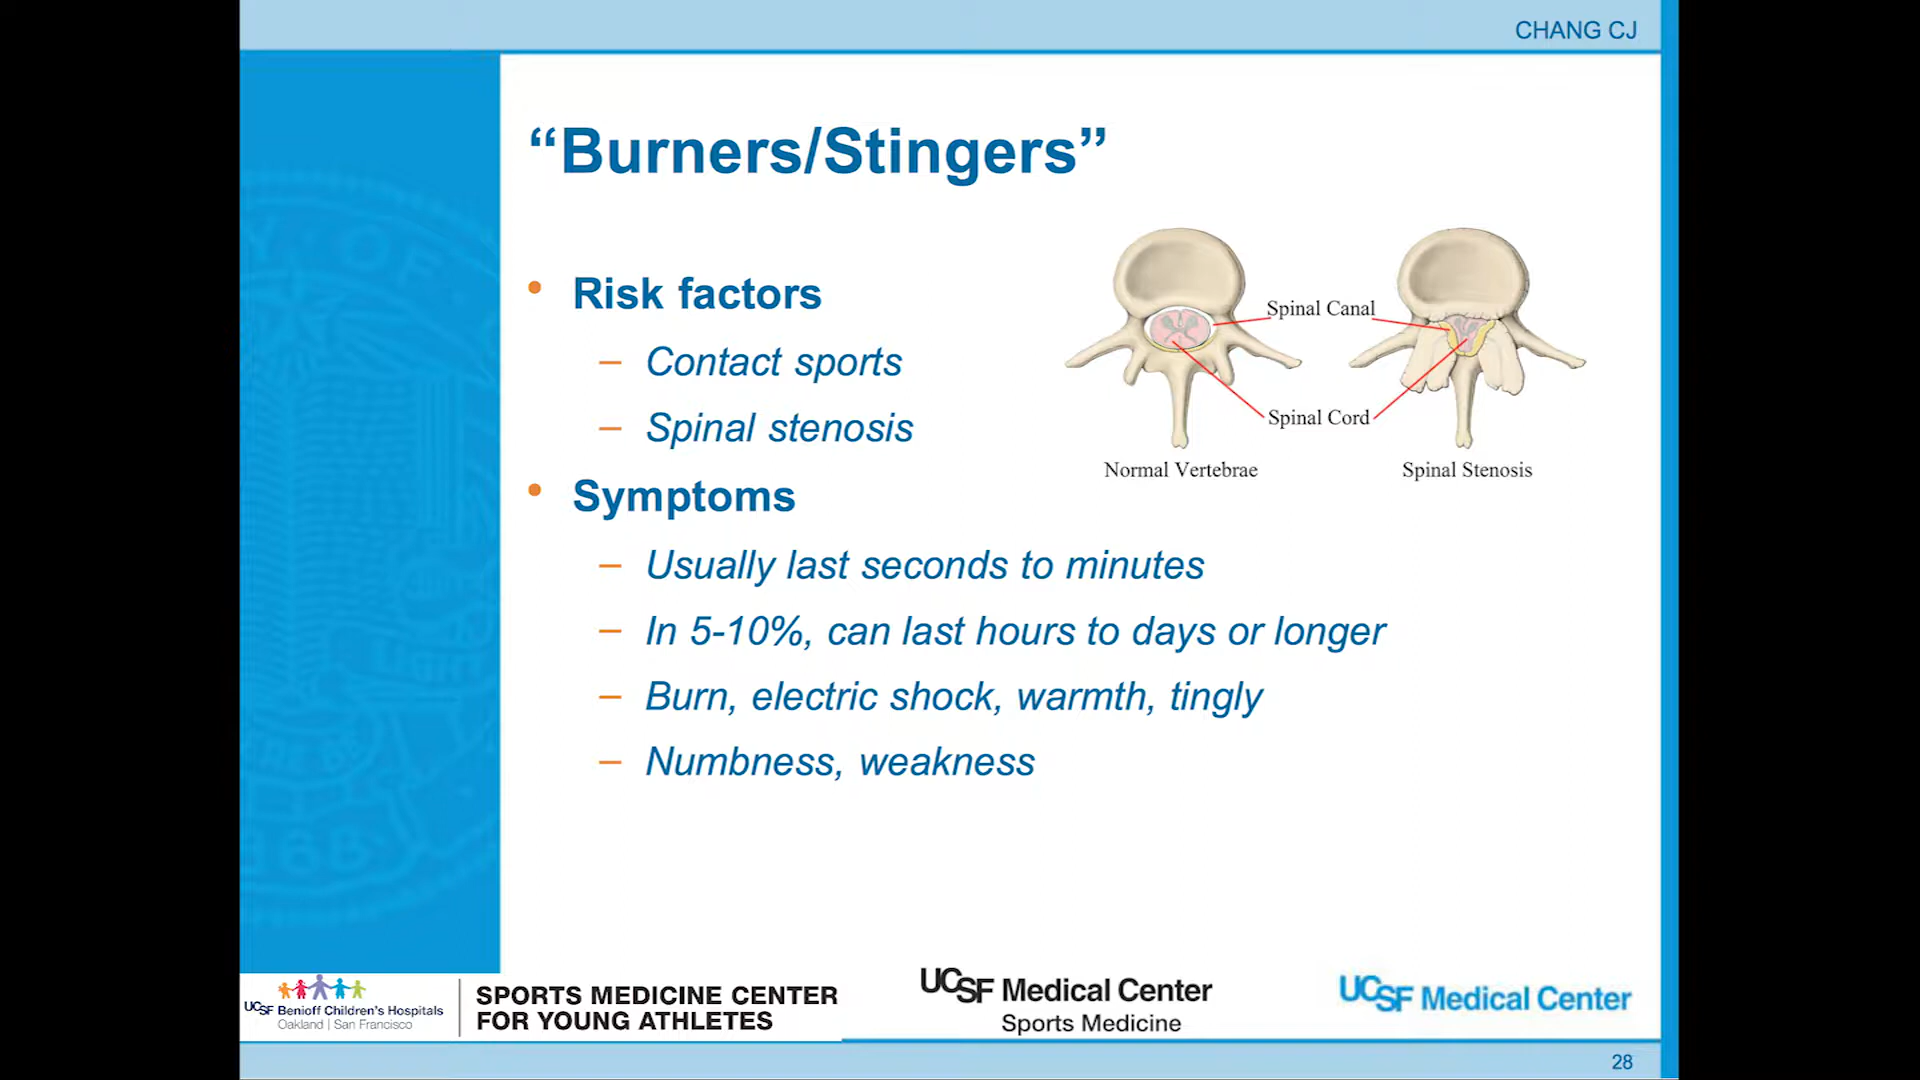 CHANG CJ
“Burners/Stingers”
• Risk factors
– Contact sports
– Spinal stenosis
• Symptoms
– Usually last seconds to minutes
– In 5-10%, can last hours to days or longer
– Burn, electric shock, warmth, tingly
– Numbness, weakness
Spinal Canal
Spinal Cord
Normal Vertebrae
Spinal Stenosis
UCSF Benioff Children's Hospitals
Oakland | San Francisco
SPORTS MEDICINE CENTER
FOR YOUNG ATHLETES
UCSF Medical Center
Sports Medicine
UCSF Medical Center
28